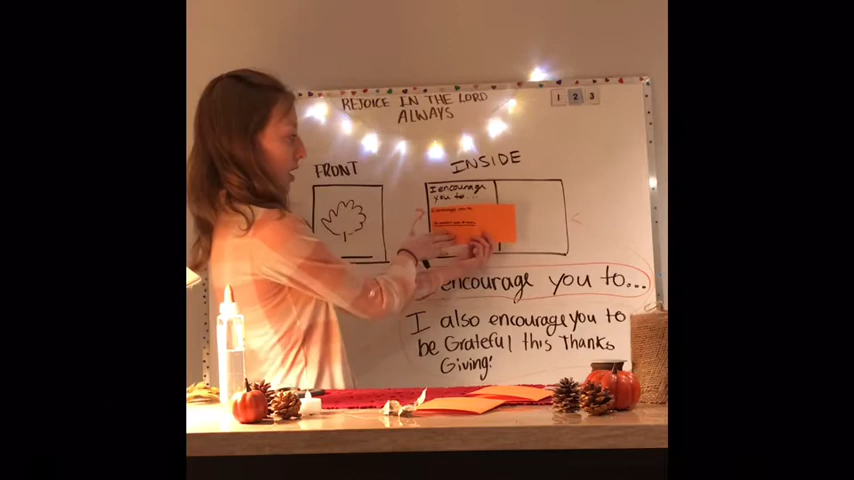 REJOICE IN THE LORD
ALWAYS
1 2 3
FRONT
INSIDE
I encourage
you to...
encourage you to...
I also encourage you to
be Grateful this Thanks
Giving!